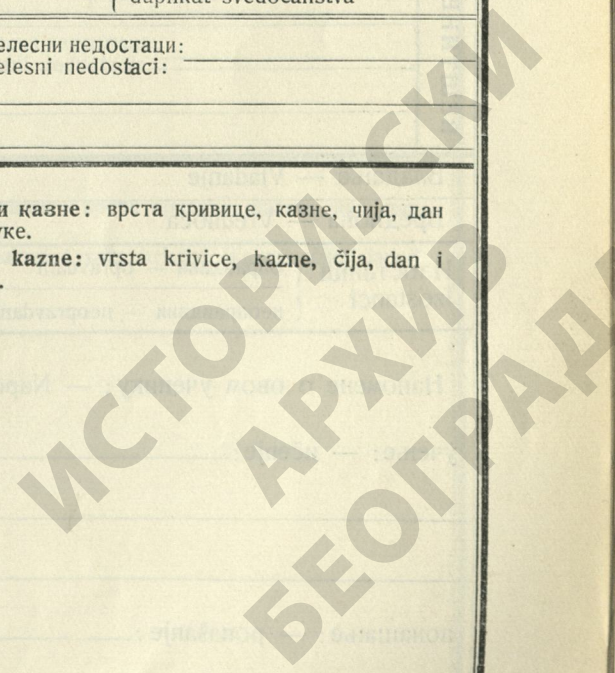 duplikat svedočanstva
елесни недостаци:
elesni nedostaci:
и казне: врста кривице, казне, чија, дан
уке.
kazne: vrsta krivice, kazne, čija, dan i
ИСТОРИЈСКИ
АРХИВ
БЕОГРАДА